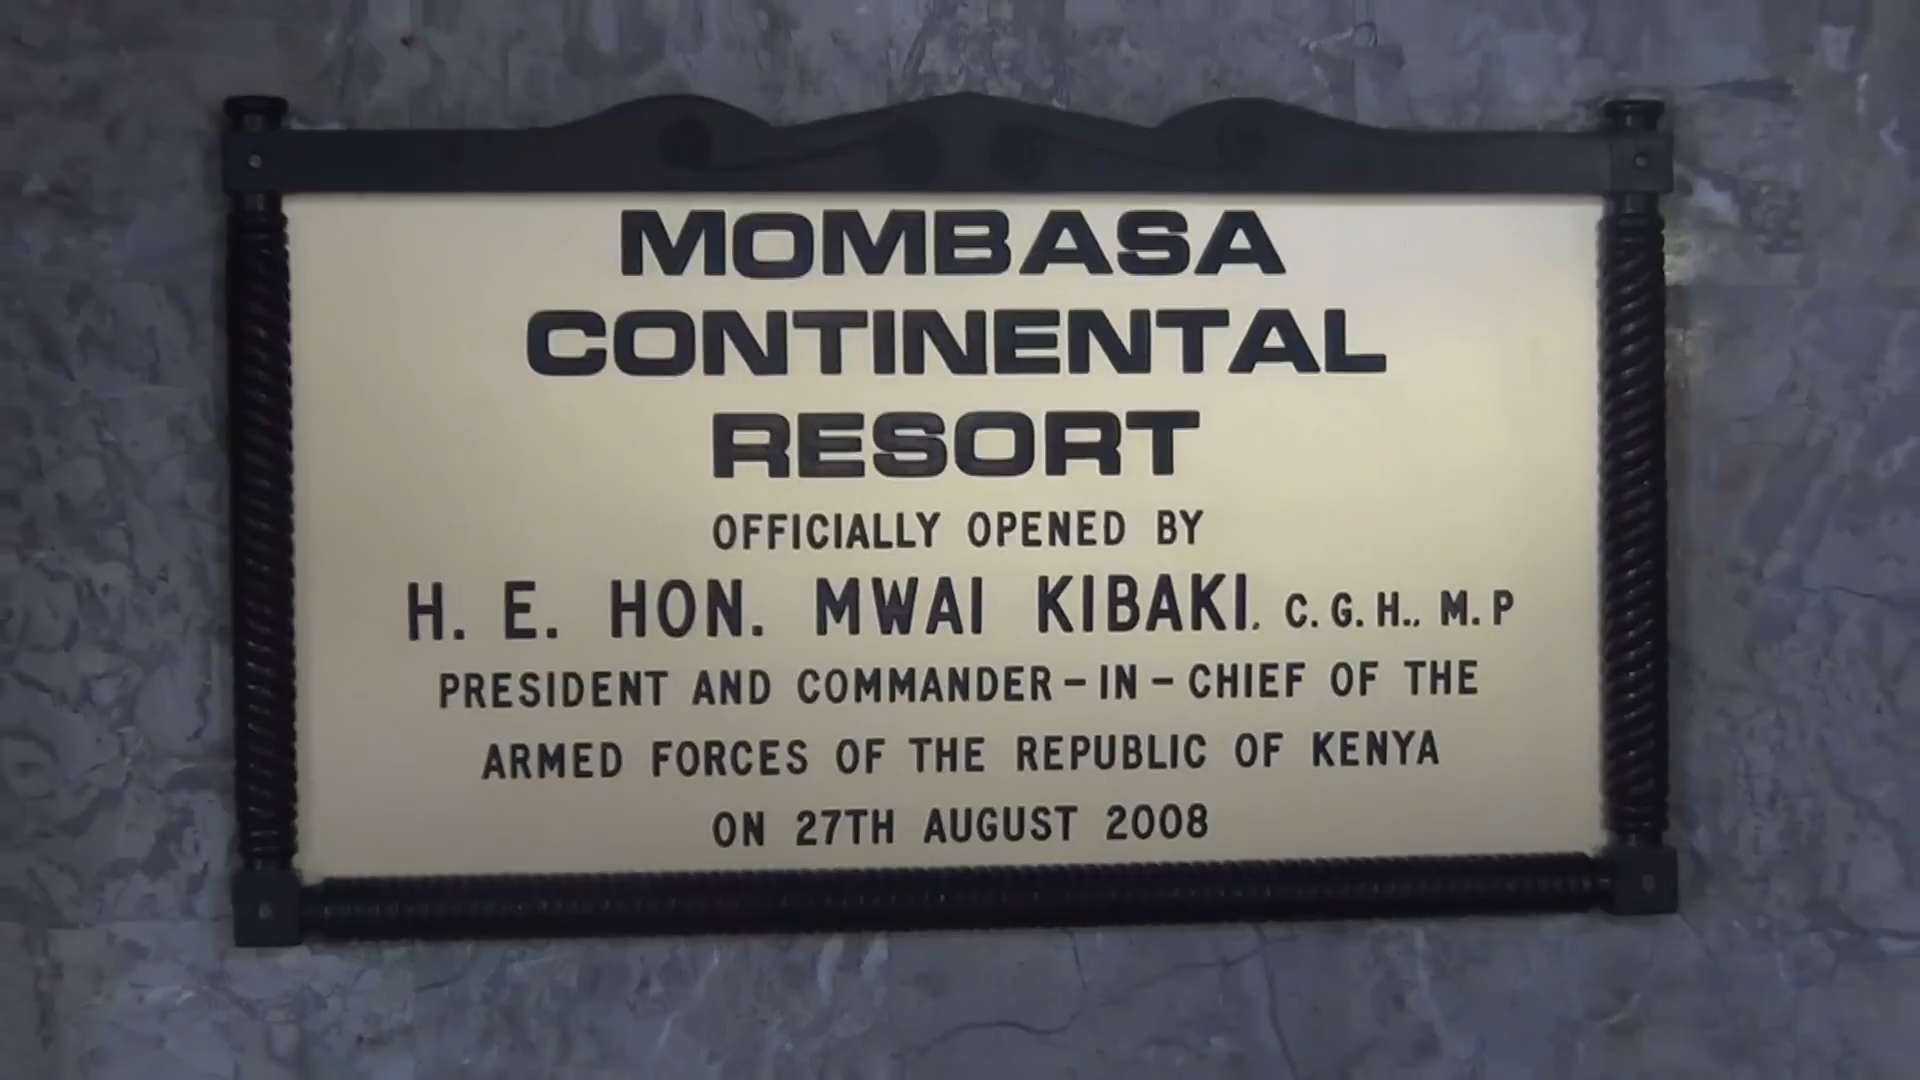 MOMBASA
CONTINENTAL
RESORT
OFFICIALLY OPENED BY
H. E. HON. MWAI KIBAKI. C. G. H.. M. P
PRESIDENT AND COMMANDER-IN-CHIEF OF THE
ARMED FORCES OF THE REPUBLIC OF KENYA
ON 27TH AUGUST 2008